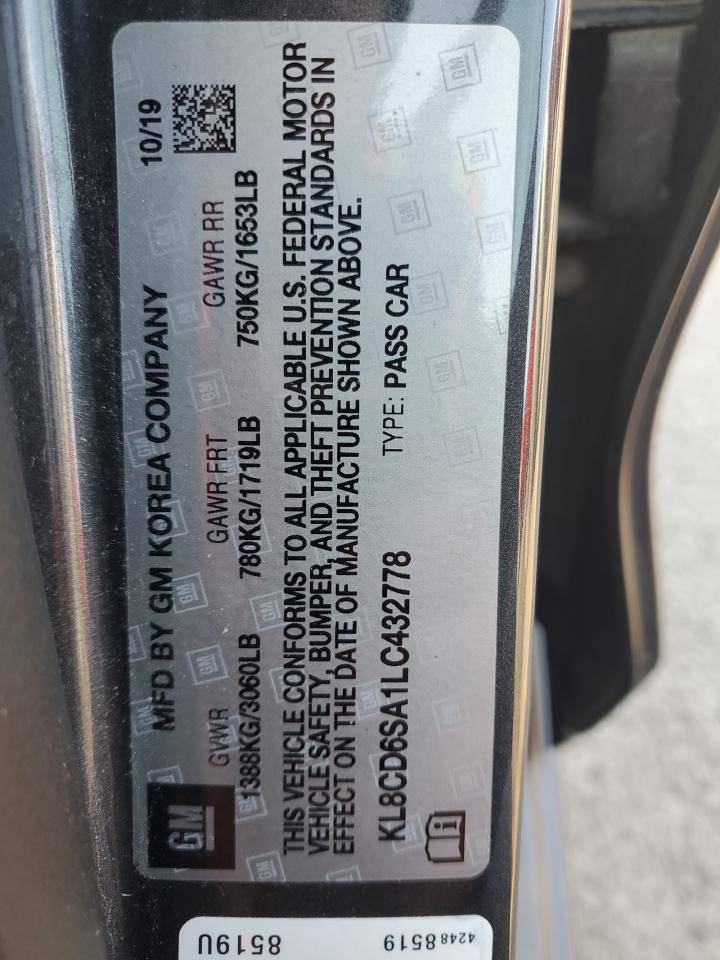 GM
MFD BY GM KOREA COMPANY 10/19
GVWR GAWR FRT GAWR RR
1388KG/3060LB 780KG/1719LB 750KG/1653LB
THIS VEHICLE CONFORMS TO ALL APPLICABLE U.S. FEDERAL MOTOR
VEHICLE SAFETY, BUMPER, AND THEFT PREVENTION STANDARDS IN
EFFECT ON THE DATE OF MANUFACTURE SHOWN ABOVE.
KL8CD6SA1LC432778 TYPE: PASS CAR
42488519
8519U